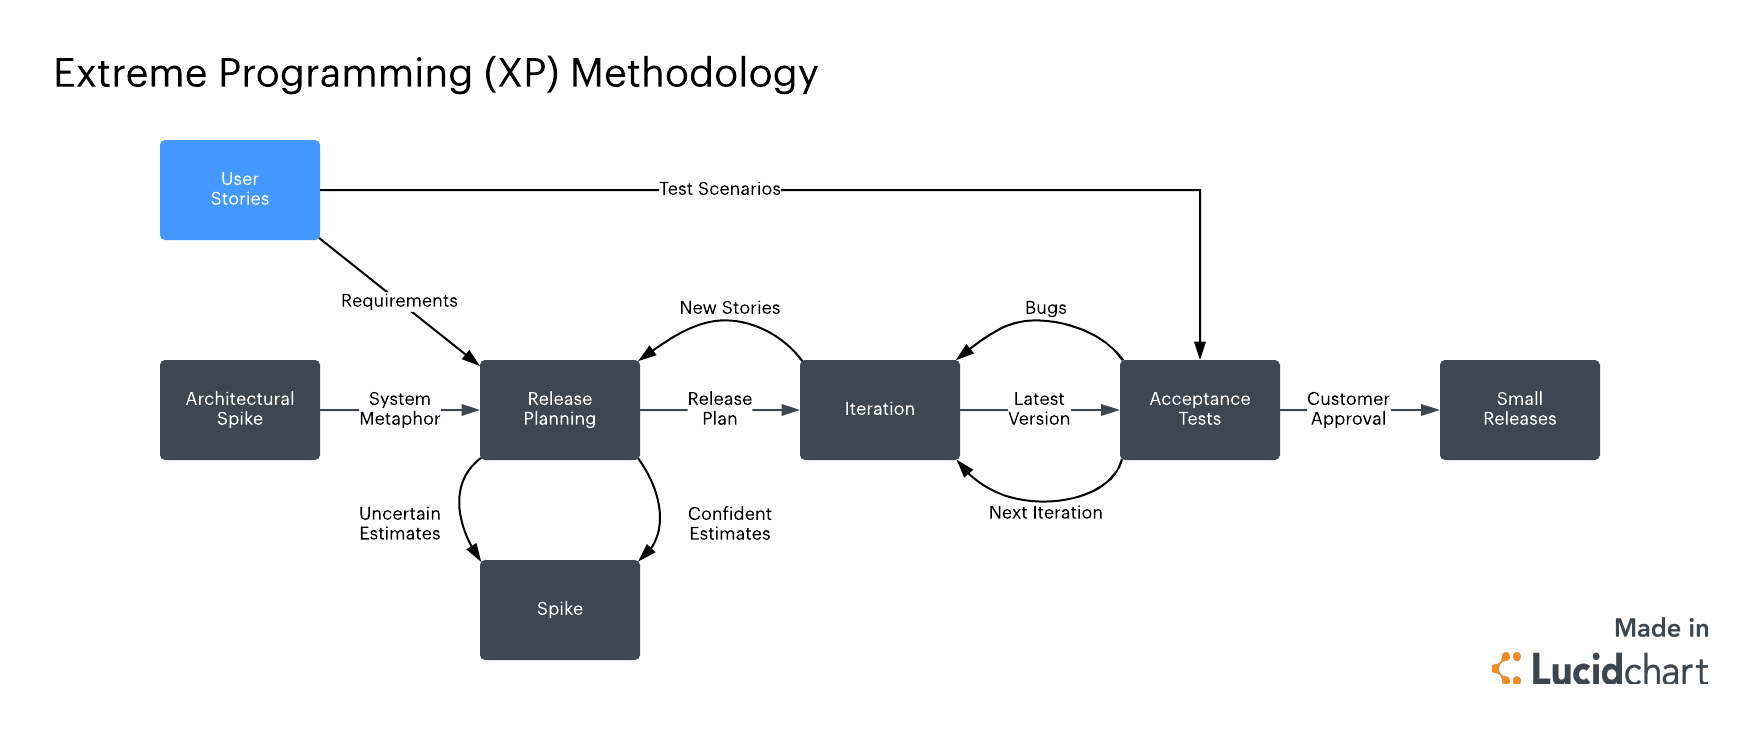 Extreme Programming (XP) Methodology
User
Stories
Test Scenarios
Requirements
New Stories
Bugs
Architectural
Spike
System
Metaphor
Release
Planning
Release
Plan
Iteration
Latest
Version
Acceptance
Tests
Customer
Approval
Small
Releases
Uncertain
Estimates
Confident
Estimates
Next Iteration
Spike
Made in
Lucidchart